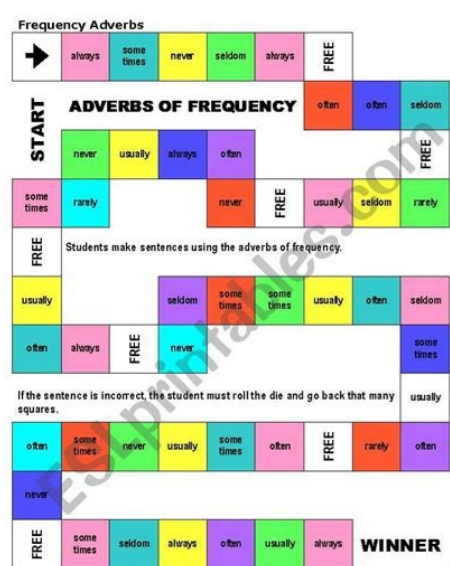 Frequency Adverbs
always some times never seldom always FREE
START ADVERBS OF FREQUENCY often often seldom
never usually always often FREE
some times rarely never FREE usually seldom rarely
FREE Students make sentences using the adverbs of frequency.
usually seldom some times some times usually often seldom
often always FREE never some times
If the sentence is incorrect, the student must roll the die and go back that many
squares.
usually
often some times never usually some times often FREE rarely often
never
FREE some times seldom always often usually always WINNER
ESLprintables.com